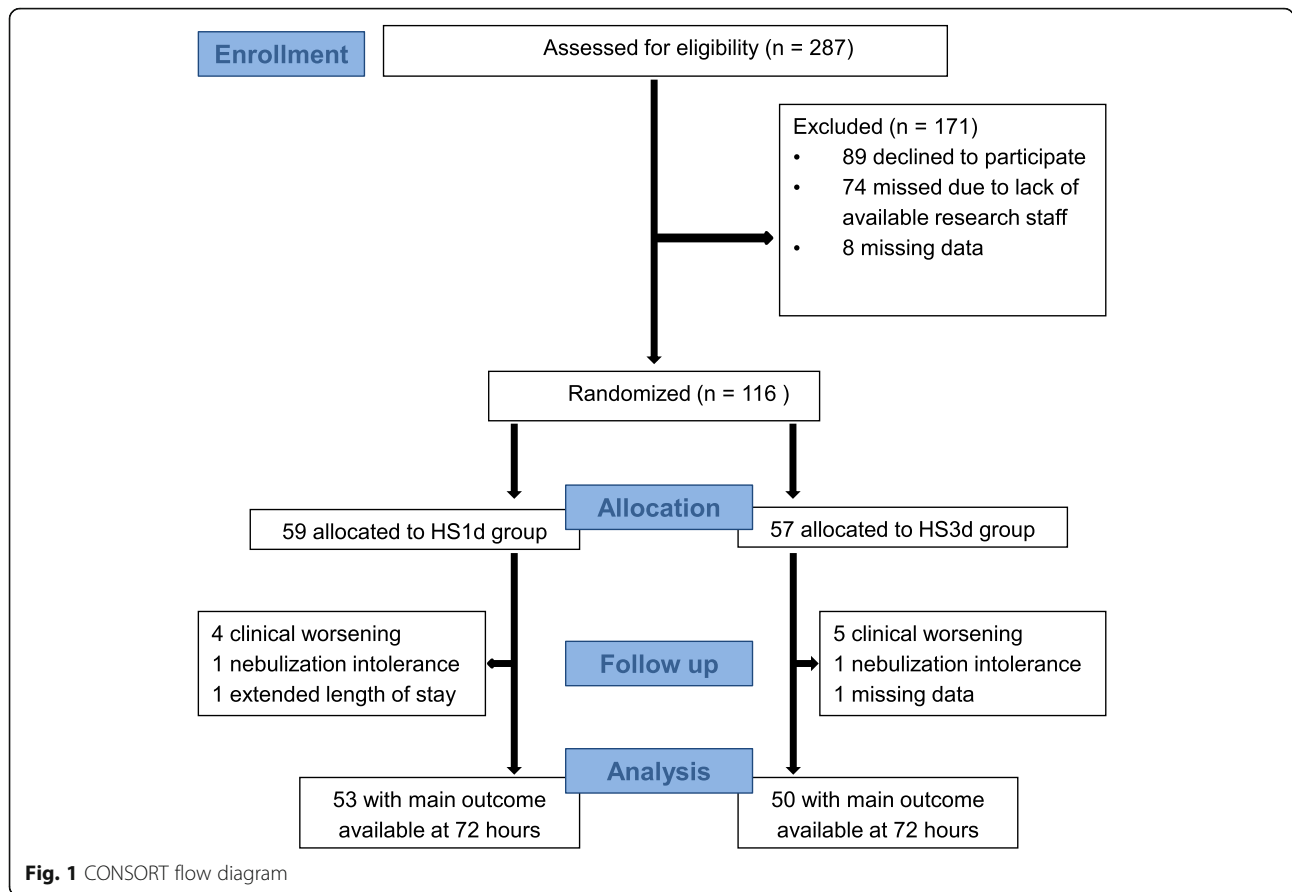 Enrollment
Assessed for eligibility (n = 287)
Excluded (n = 171)
• 89 declined to participate
• 74 missed due to lack of
available research staff
• 8 missing data
Randomized (n = 116 )
Allocation
59 allocated to HS1d group
57 allocated to HS3d group
4 clinical worsening
1 nebulization intolerance
1 extended length of stay
Follow up
5 clinical worsening
1 nebulization intolerance
1 missing data
Analysis
53 with main outcome
available at 72 hours
50 with main outcome
available at 72 hours
Fig. 1 CONSORT flow diagram